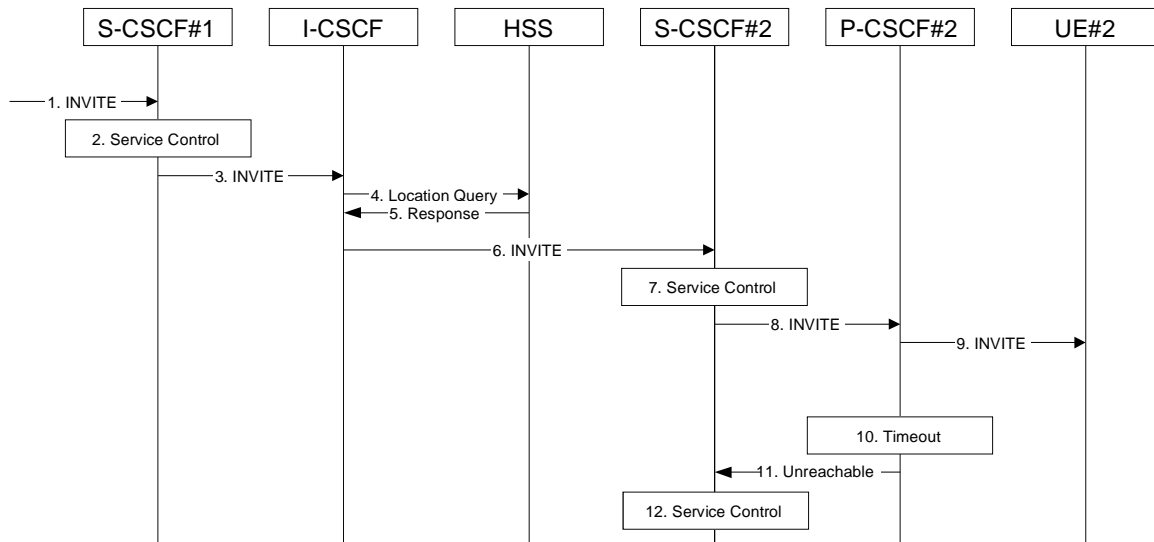 S-CSCF#1
I-CSCF
HSS
S-CSCF#2
P-CSCF#2
UE#2
1. INVITE
2. Service Control
3. INVITE
4. Location Query
5. Response
6. INVITE
7. Service Control
8. INVITE
9. INVITE
10. Timeout
11. Unreachable
12. Service Control